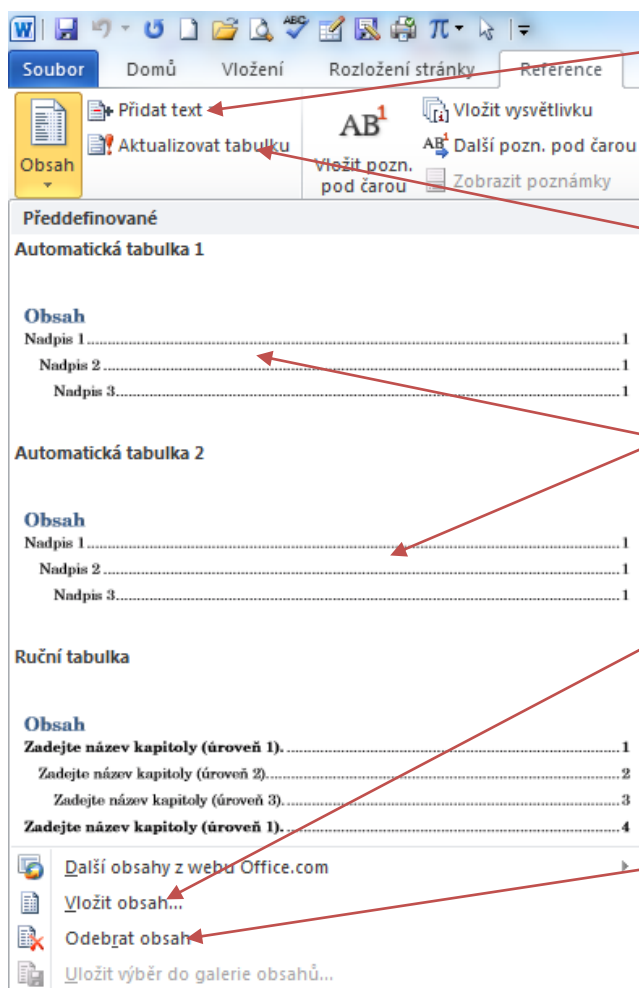 W ABC π
Soubor Domů Vložení Rozložení stránky Reference
Obsah
Přidat text
Aktualizovat tabulku
AB1
Vložit pozn.
pod čarou
Vložit vysvětlivku
Další pozn. pod čarou
Zobrazit poznámky
Předdefinované
Automatická tabulka 1
Obsah
Nadpis 1........1
Nadpis 2........1
Nadpis 3........1
Automatická tabulka 2
Obsah
Nadpis 1........1
Nadpis 2........1
Nadpis 3........1
Ruční tabulka
Obsah
Zadejte název kapitoly (úroveň 1).........1
Zadejte název kapitoly (úroveň 2).........2
Zadejte název kapitoly (úroveň 3).........3
Zadejte název kapitoly (úroveň 1).........4
Další obsahy z webu Office.com
Vložit obsah...
Odebrat obsah
Uložit výběr do galerie obsahů...